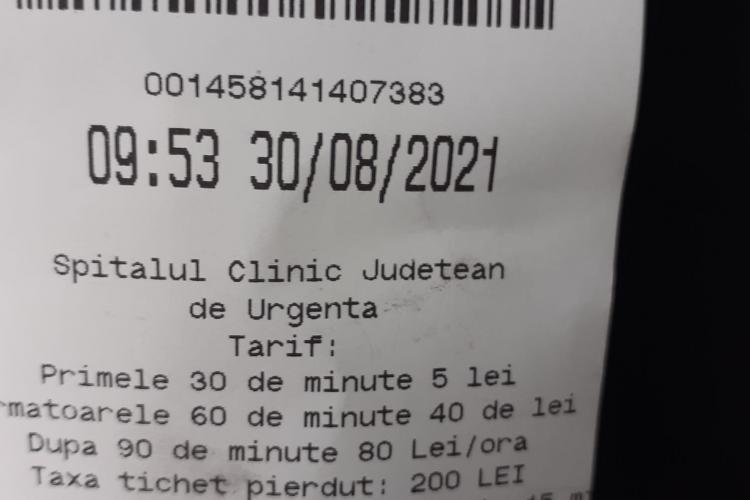 001458141407383
09:53 30/08/2021
Spitalul Clinic Judetean
de Urgenta
Tarif:
Primele 30 de minute 5 lei
rmatoarele 60 de minute 40 de lei
Dupa 90 de minute 80 Lei/ora
Taxa tichet pierdut: 200 LEI